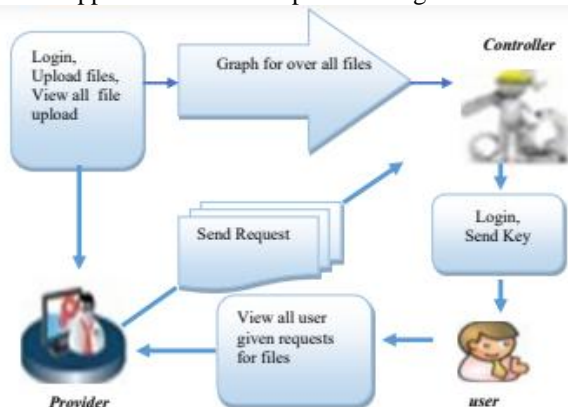 Controller
Login,
Upload files,
View all file
upload
Graph for over all files
Send Request
Login,
Send Key
View all user
given requests
for files
Provider
user